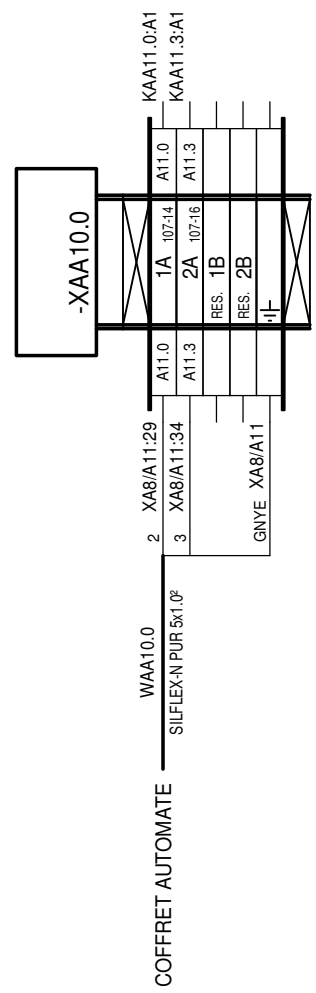 -XAA10.0
KAA11.0:A1
KAA11.3:A1
A11.0
A11.3
1A 107-14
2A 107-16
RES. 1B
RES. 2B
A11.0
A11.3
2 XA8/A11:29
3 XA8/A11:34
GNYE XA8/A11
WAA10.0
SILFLEX-N PUR 5x1.0²
COFFRET AUTOMATE